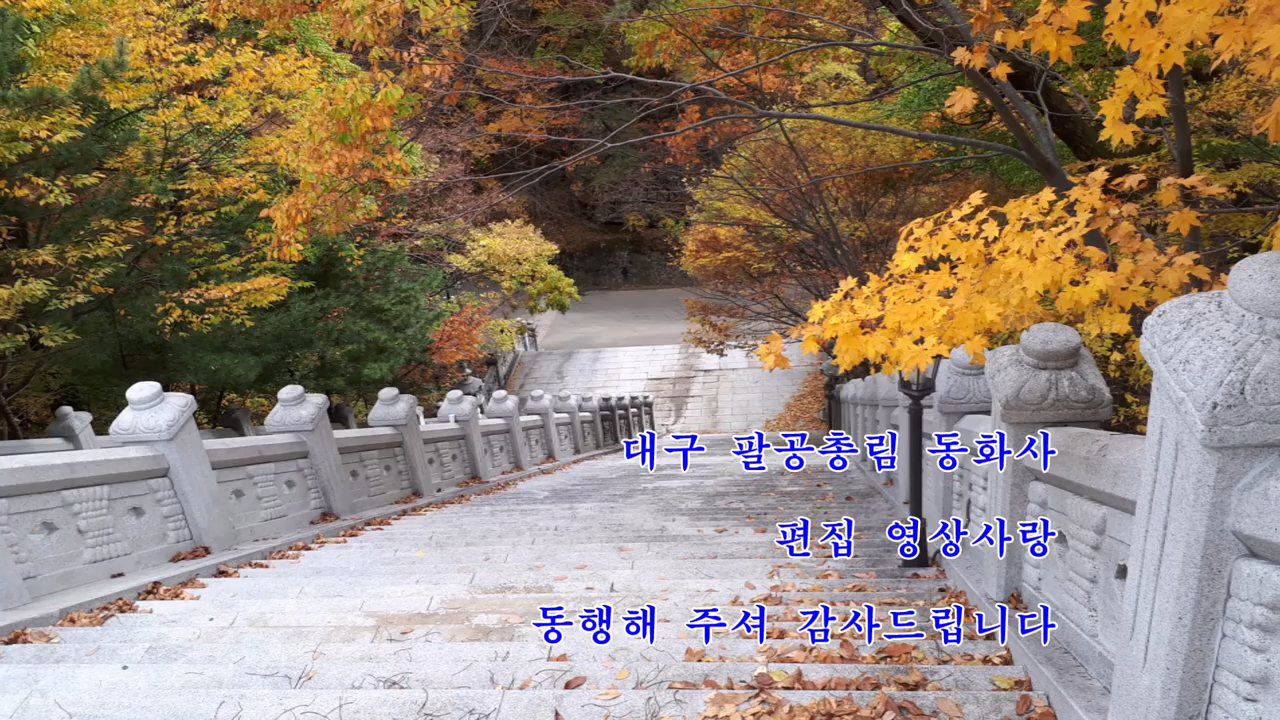 대구 팔공총림 동화사
편집 영상사랑
동행해 주셔 감사드립니다